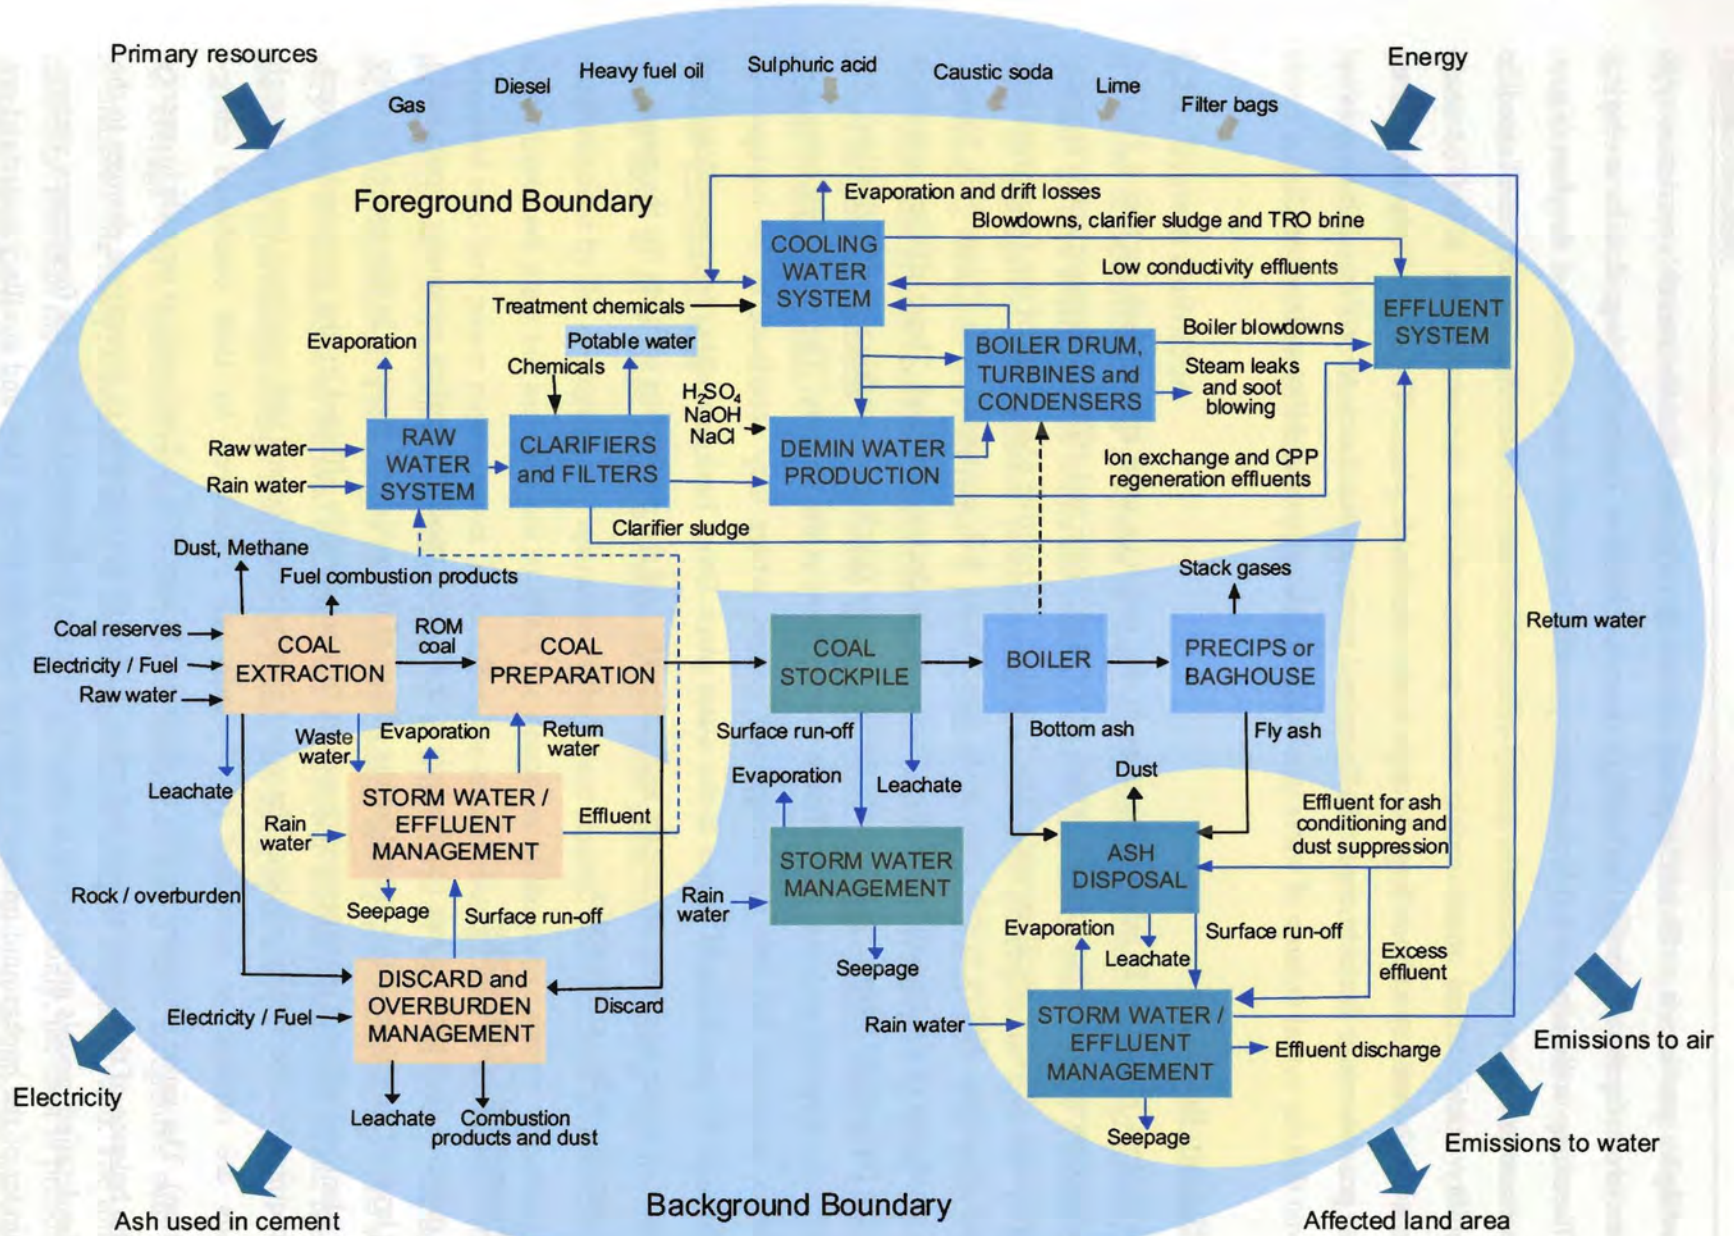 Primary resources
Energy
Gas
Diesel
Heavy fuel oil
Sulphuric acid
Caustic soda
Lime
Filter bags
Foreground Boundary
Evaporation and drift losses
Blowdowns, clarifier sludge and TRO brine
COOLING
WATER
SYSTEM
Low conductivity effluents
Treatment chemicals
EFFLUENT
SYSTEM
Evaporation
Potable water
Chemicals
Boiler blowdowns
BOILER DRUM,
TURBINES and
CONDENSERS
Steam leaks
and soot
blowing
H2SO4
NaOH
NaCl
Raw water
Rain water
RAW
WATER
SYSTEM
CLARIFIERS
and FILTERS
DEMIN WATER
PRODUCTION
Ion exchange and CPP
regeneration effluents
Clarifier sludge
Dust, Methane
Fuel combustion products
Stack gases
Return water
Coal reserves
Electricity / Fuel
Raw water
COAL
EXTRACTION
ROM
coal
COAL
PREPARATION
COAL
STOCKPILE
BOILER
PRECIPS or
BAGHOUSE
Waste
water
Evaporation
Return
water
Surface run-off
Bottom ash
Fly ash
Leachate
Evaporation
Leachate
Dust
STORM WATER /
EFFLUENT
MANAGEMENT
Rain
water
Effluent
Effluent for ash
conditioning and
dust suppression
STORM WATER
MANAGEMENT
ASH
DISPOSAL
Rock / overburden
Seepage
Surface run-off
Rain
water
Evaporation
Leachate
Surface run-off
Excess
effluent
Seepage
DISCARD and
OVERBURDEN
MANAGEMENT
Electricity / Fuel
Discard
Rain water
STORM WATER /
EFFLUENT
MANAGEMENT
Effluent discharge
Emissions to air
Electricity
Leachate
Combustion
products and dust
Seepage
Emissions to water
Background Boundary
Ash used in cement
Affected land area